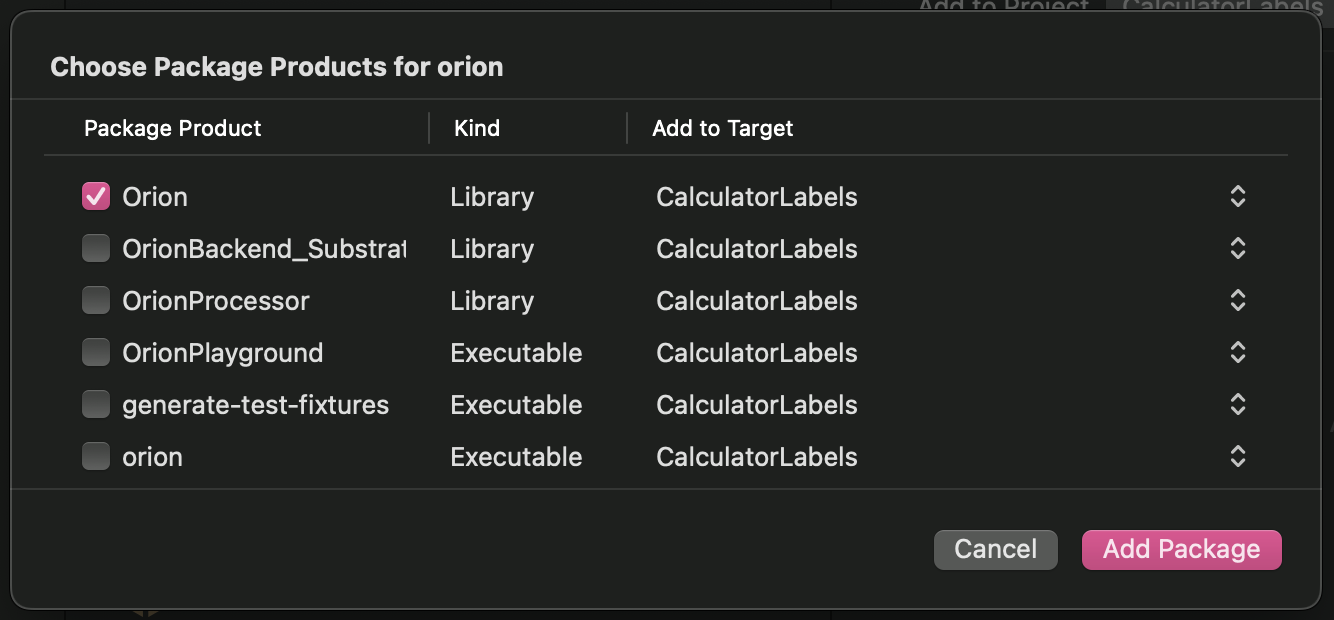 Add to Project CalculatorLabels
Choose Package Products for orion
Package Product Kind Add to Target
Orion Library CalculatorLabels
OrionBackend_Substrat Library CalculatorLabels
OrionProcessor Library CalculatorLabels
OrionPlayground Executable CalculatorLabels
generate-test-fixtures Executable CalculatorLabels
orion Executable CalculatorLabels
Cancel Add Package